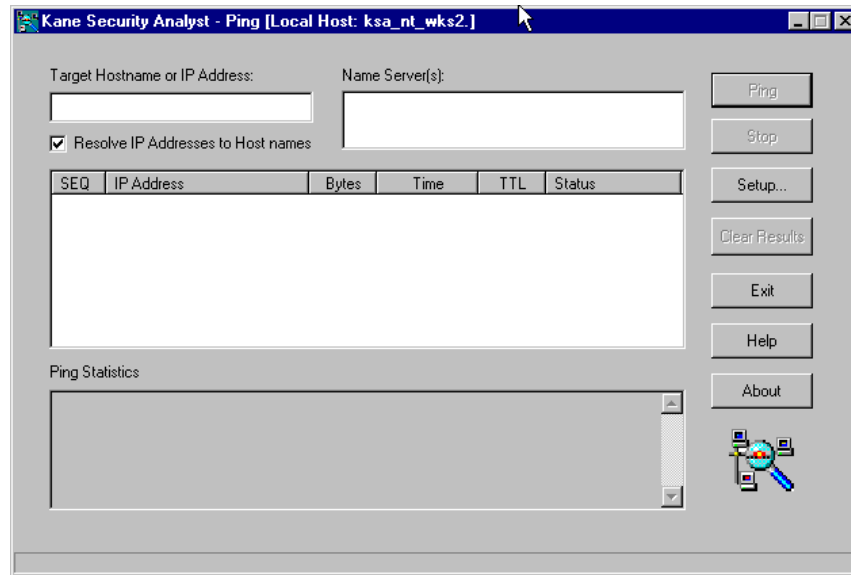 Kane Security Analyst - Ping [Local Host: ksa_nt_wks2.]
Target Hostname or IP Address:
Name Server(s):
Resolve IP Addresses to Host names
SEQ IP Address Bytes Time TTL Status
Ping Statistics
Ping
Stop
Setup...
Clear Results
Exit
Help
About